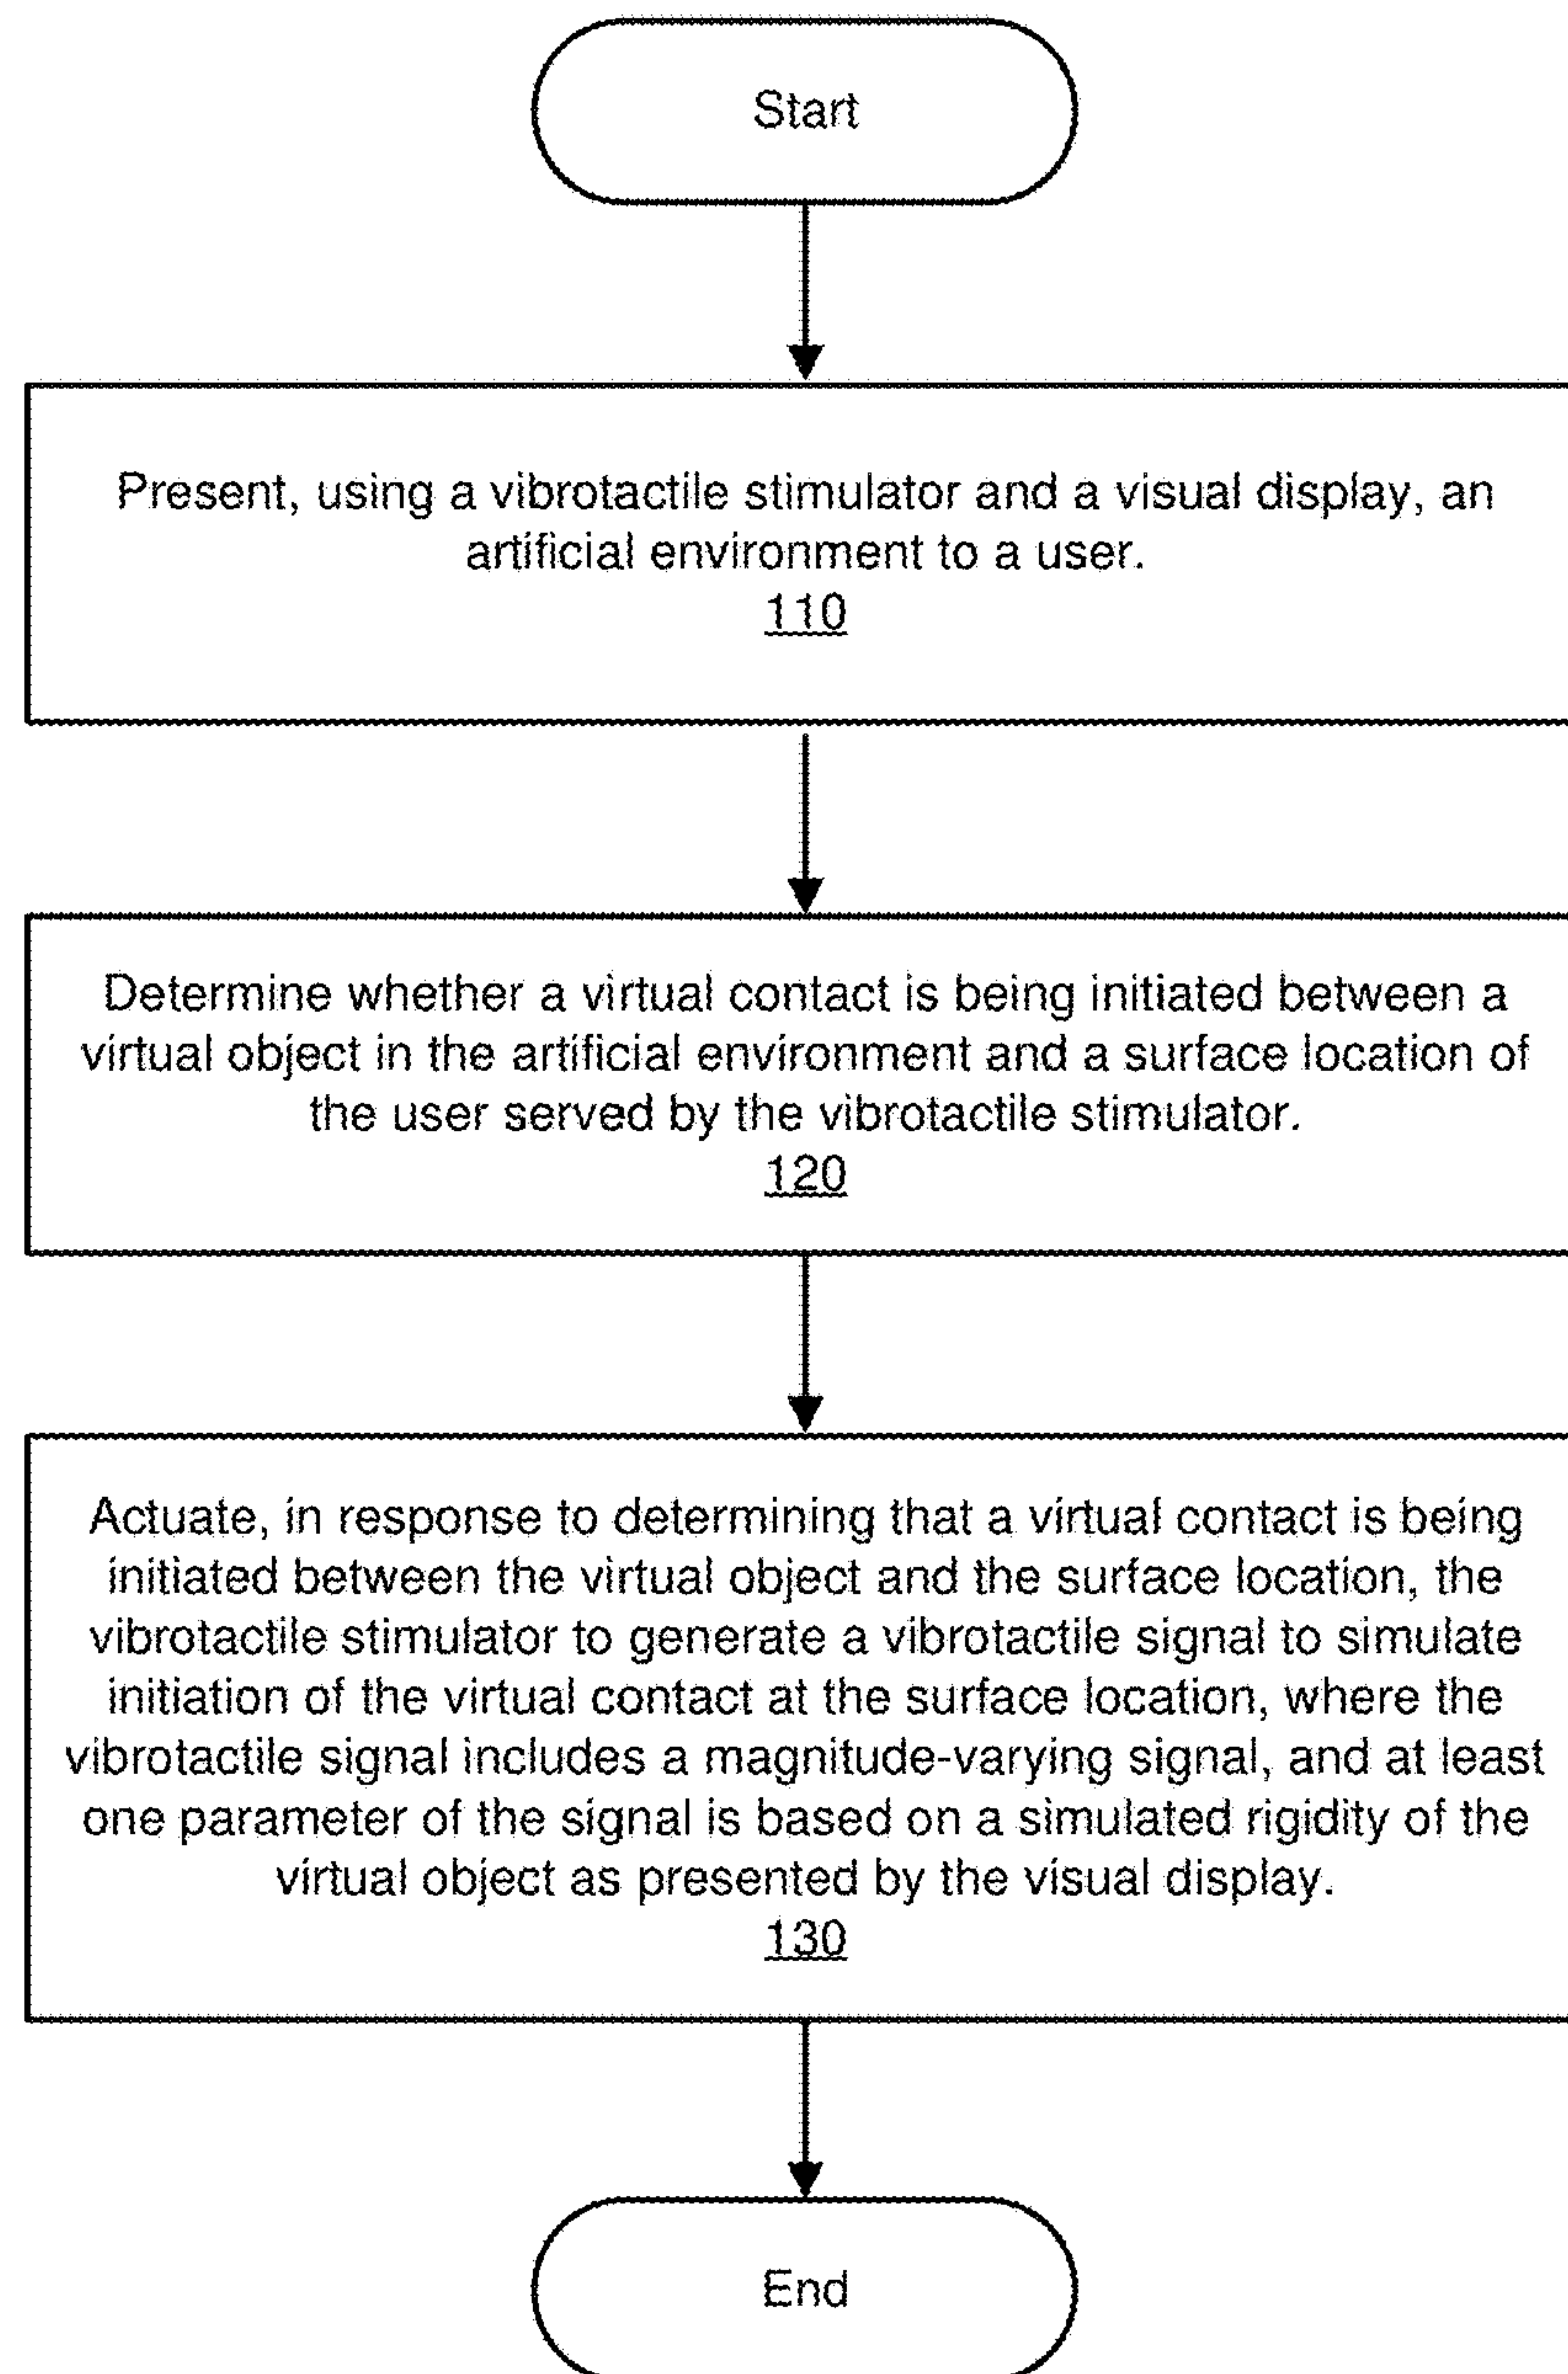 Start
Present, using a vibrotactile stimulator and a visual display, an
artificial environment to a user.
110
Determine whether a virtual contact is being initiated between a
virtual object in the artificial environment and a surface location of
the user served by the vibrotactile stimulator.
120
Actuate, in response to determining that a virtual contact is being
initiated between the virtual object and the surface location, the
vibrotactile stimulator to generate a vibrotactile signal to simulate
initiation of the virtual contact at the surface location, where the
vibrotactile signal includes a magnitude-varying signal, and at least
one parameter of the signal is based on a simulated rigidity of the
virtual object as presented by the visual display.
130
End